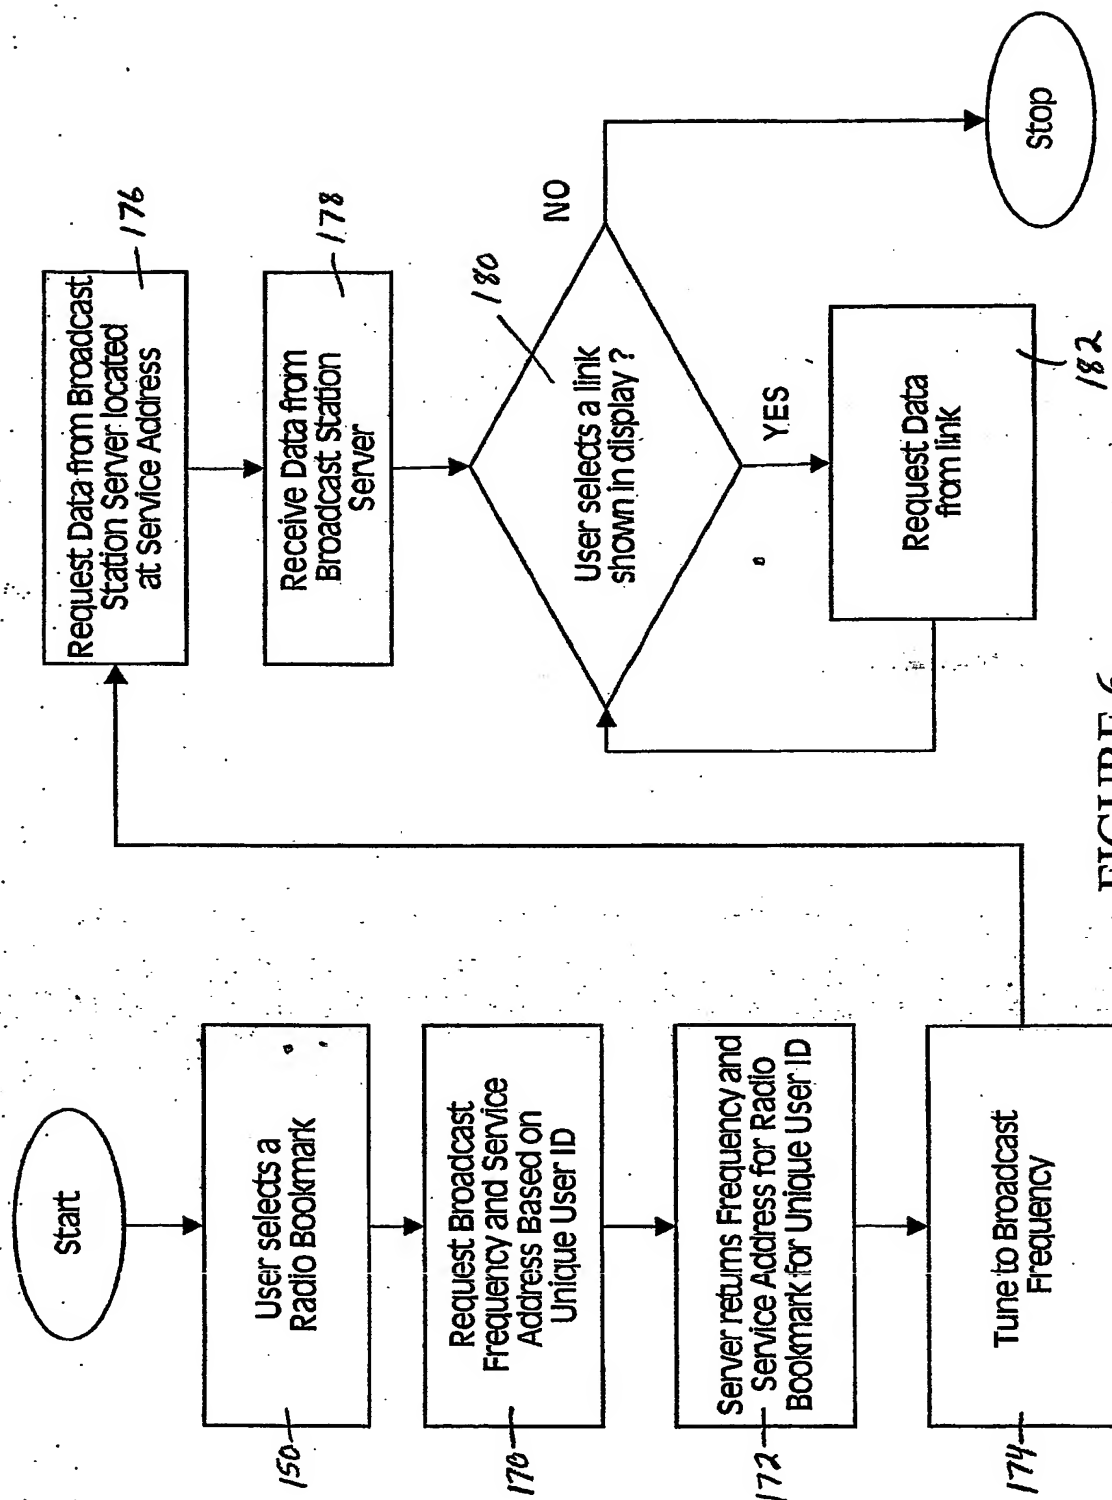 Start
User selects a
Radio Bookmark
150
Request Broadcast
Frequency and Service
Address Based on
Unique User ID
170
Server returns Frequency and
Service Address for Radio
Bookmark for Unique User ID
172
Tune to Broadcast
Frequency
174
Request Data from Broadcast
Station Server located
at Service Address
176
Receive Data from
Broadcast Station
Server
178
User selects a link
shown in display ?
180
NO
YES
Request Data
from link
182
Stop
FIGURE 6